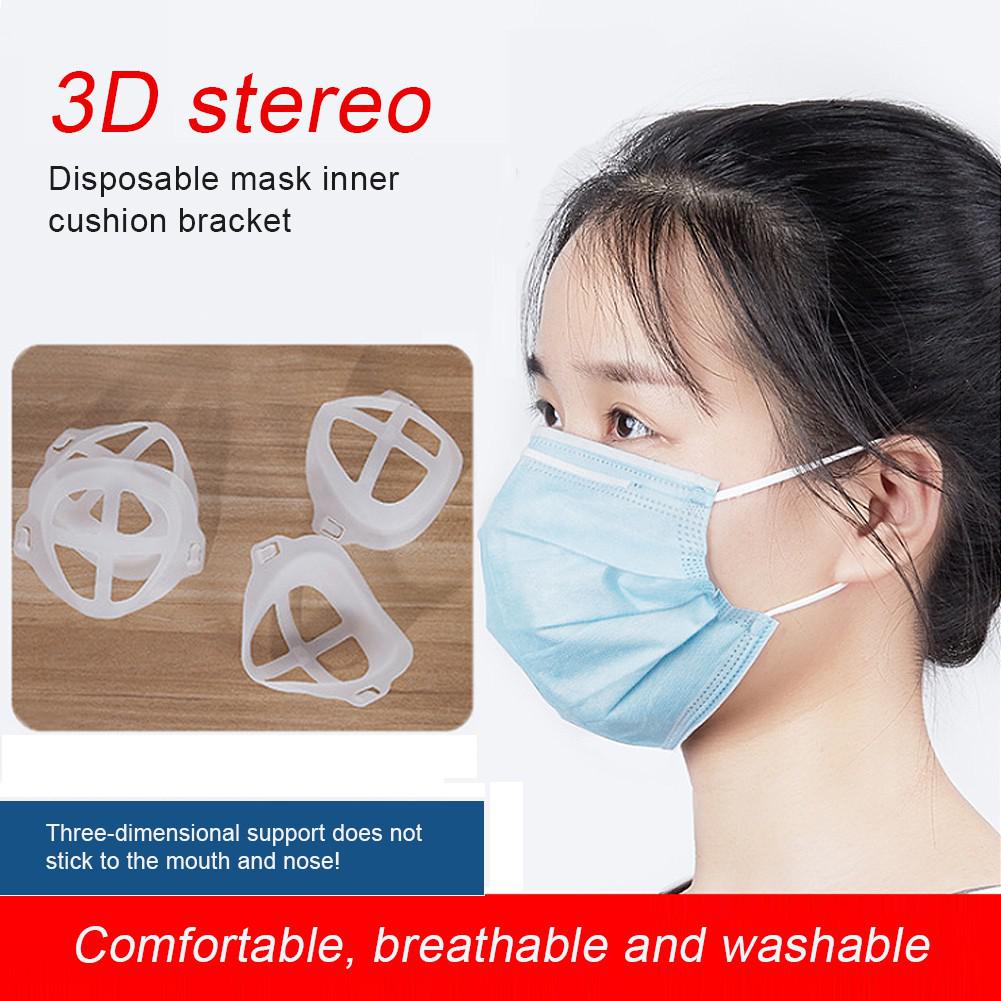 3D stereo
Disposable mask inner
cushion bracket
Three-dimensional support does not
stick to the mouth and nose!
Comfortable, breathable and washable